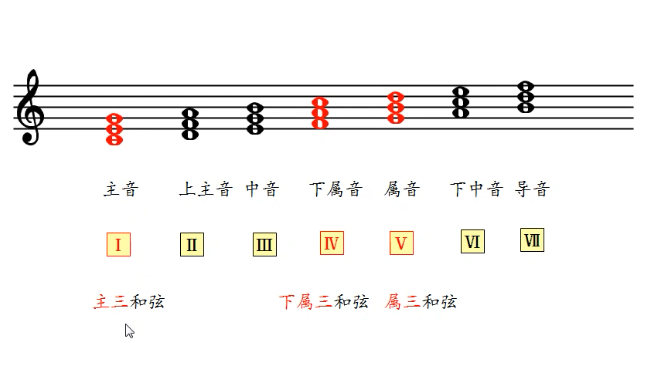 主音 上主音 中音 下属音 属音 下中音 导音
I II III IV V VI VII
主三和弦 下属三和弦 属三和弦